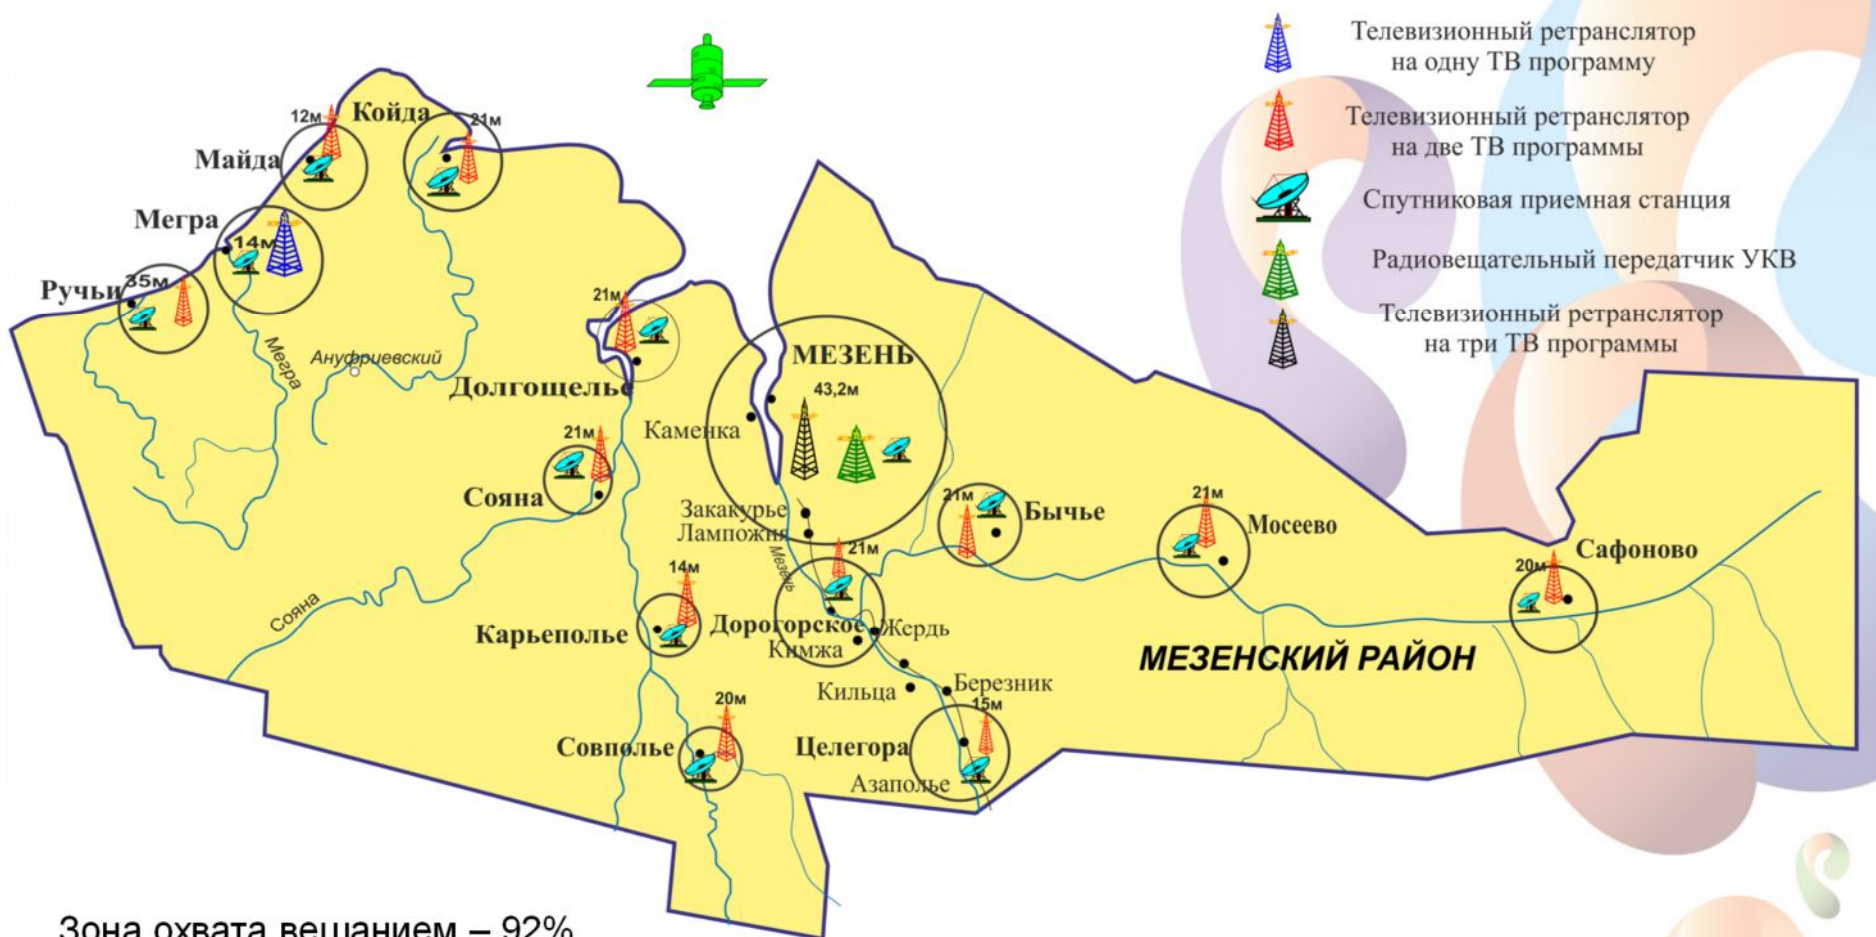 Телевизионный ретранслятор
на одну ТВ программу
Телевизионный ретранслятор
на две ТВ программы
Спутниковая приемная станция
Радиовещательный передатчик УКВ
Телевизионный ретранслятор
на три ТВ программы
12м
Койда
21м
Майда
Мегра
14м
Ручьи
35м
Мегра
Ануфриевский
21м
Долгощелье
МЕЗЕНЬ
43,2м
Каменка
21м
Сояна
Закакурье
Лампожня
Мезень
21м
21м
Бычье
21м
Мосеево
20м
Сафоново
Сояна
14м
Карьеполье
Дорогорское
Жердь
Кимжа
МЕЗЕНСКИЙ РАЙОН
Кильца
Березник
20м
15м
Совполье
Целегора
Азаполье
Зона охвата вещанием – 92%